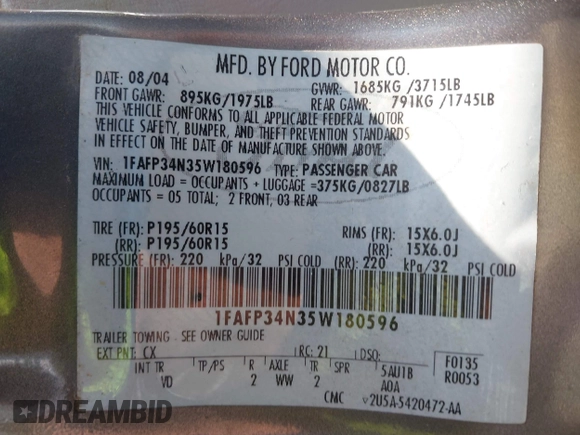 MFD. BY FORD MOTOR CO.
DATE: 08/04 GVWR: 1685KG /3715LB
FRONT GAWR: 895KG/1975LB REAR GAWR: 791KG /1745LB
THIS VEHICLE CONFORMS TO ALL APPLICABLE FEDERAL MOTOR
VEHICLE SAFETY, BUMPER, AND THEFT PREVENTION STANDARDS
IN EFFECT ON THE DATE OF MANUFACTURE SHOWN ABOVE.
VIN: 1FAFP34N35W180596 TYPE: PASSENGER CAR
MAXIMUM LOAD = OCCUPANTS + LUGGAGE =375KG/0827LB
OCCUPANTS = 05 TOTAL; 2 FRONT, 03 REAR
TIRE (FR): P195/60R15 RIMS (FR): 15X6.0J
(RR): P195/60R15 (RR): 15X6.0J
PRESSURE (FR): 220 kPa/32 PSI COLD (RR): 220 kPa/32 PSI COLD
1FAFP34N35W180596
TRAILER TOWING - SEE OWNER GUIDE
EXT PNT: CX RC: 21 DSO: F0135
INT TR TP/PS R AXLE TR SPR 5AU1B R0053
VD 2 WW 2 A0A
CMC V2U5A-5420472-AA
DREAMBID